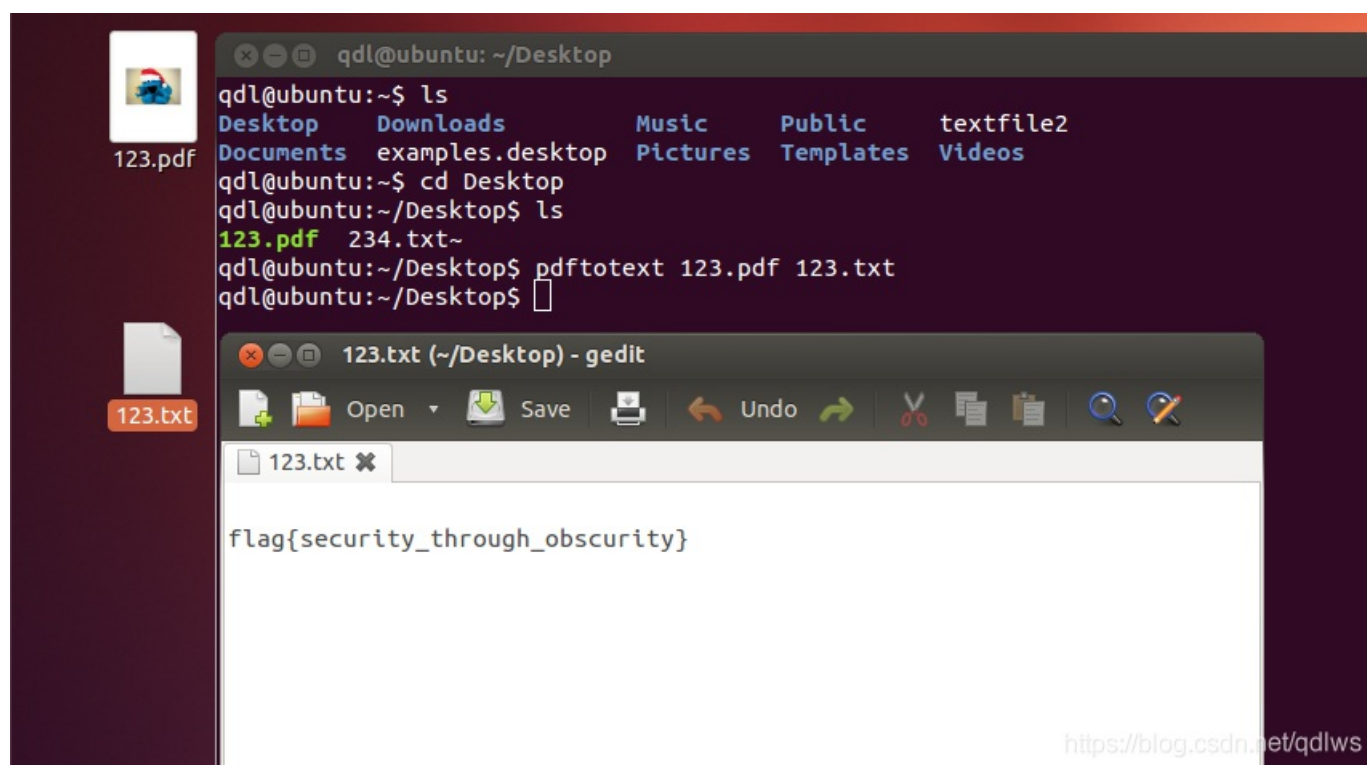 123.pdf
qdl@ubuntu: ~/Desktop
qdl@ubuntu:~$ ls
Desktop Downloads Music Public textfile2
Documents examples.desktop Pictures Templates Videos
qdl@ubuntu:~$ cd Desktop
qdl@ubuntu:~/Desktop$ ls
123.pdf 234.txt~
qdl@ubuntu:~/Desktop$ pdftotext 123.pdf 123.txt
qdl@ubuntu:~/Desktop$
123.txt
123.txt (~/Desktop) - gedit
Open Save Undo
123.txt
flag{security_through_obscurity}
https://blog.csdn.net/qdlws